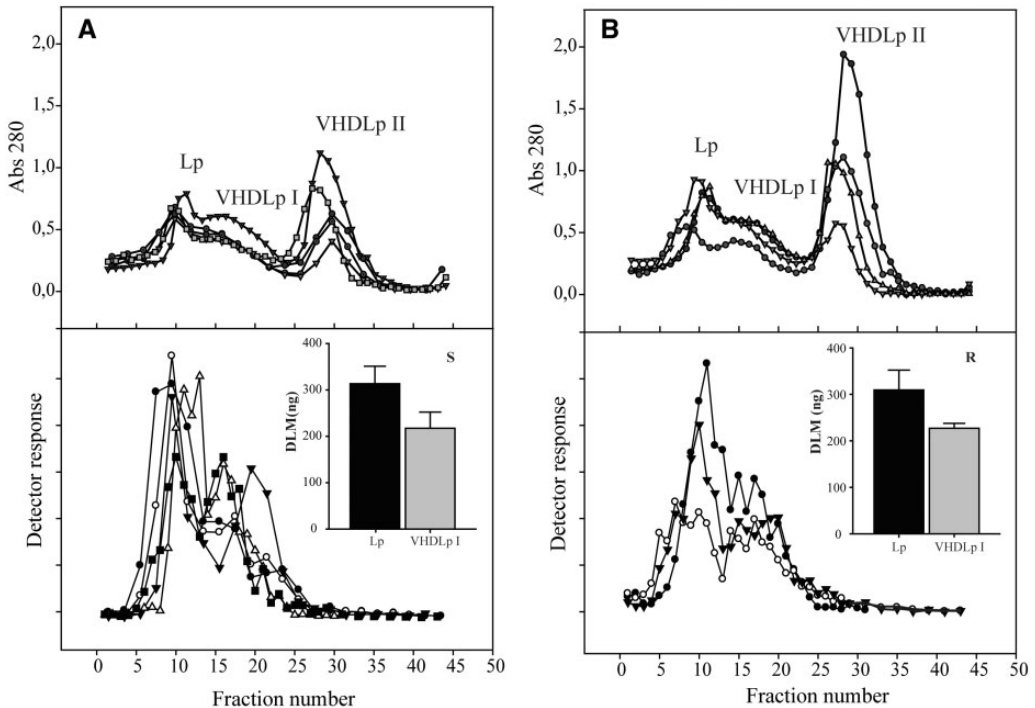 A
2,0
1,5
1,0
0,5
0,0
Abs 280
Lp
VHDLp I
VHDLp II
B
2,0
1,5
1,0
0,5
0,0
Abs 280
Lp
VHDLp I
VHDLp II
Detector response
S
400
300
200
100
0
DLM(ng)
Lp
VHDLp I
0 5 10 15 20 25 30 35 40 45 50
Fraction number
Detector response
R
400
300
200
100
0
DLM (ng)
Lp
VHDLp I
0 5 10 15 20 25 30 35 40 45 50
Fraction number